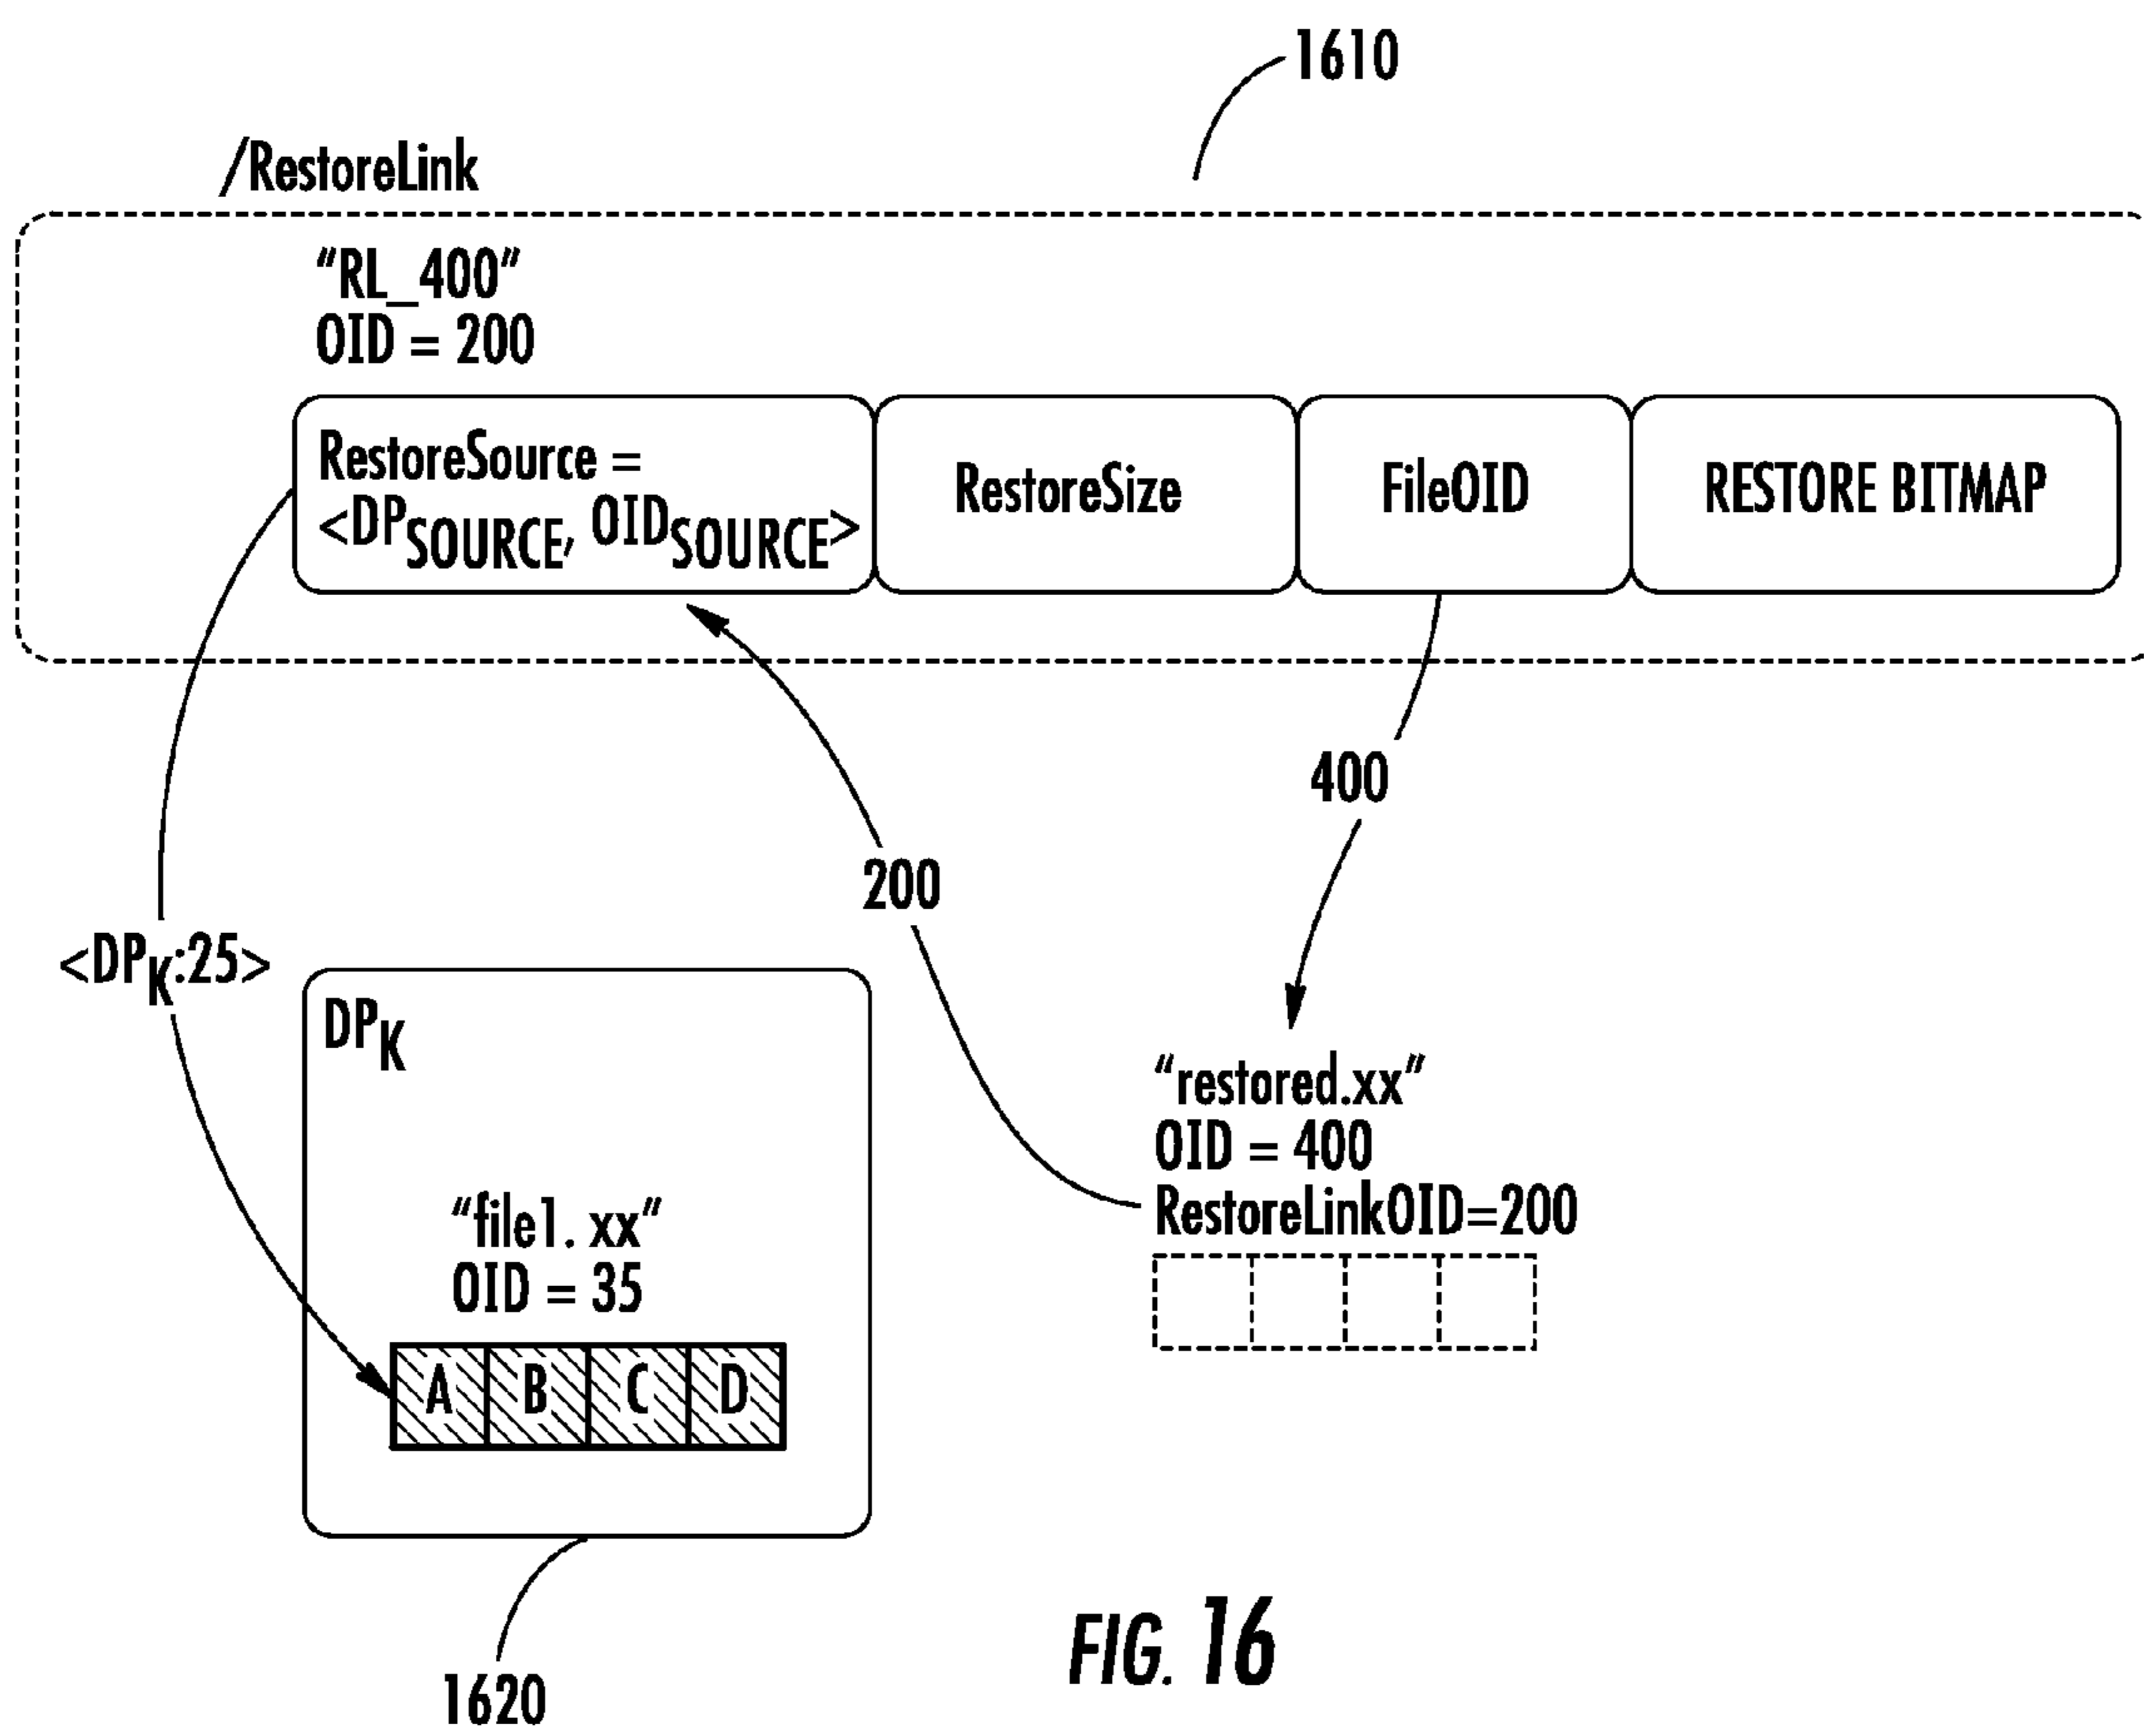 1610
/RestoreLink
“RL_400”
OID = 200
RestoreSource =
<DPSOURCE, OIDSOURCE>
RestoreSize
FileOID
RESTORE BITMAP
400
200
<DPK:25>
DPK
“restored.xx”
OID = 400
RestoreLinkOID=200
“file1. xx”
OID = 35
A B C D
1620
FIG. 16